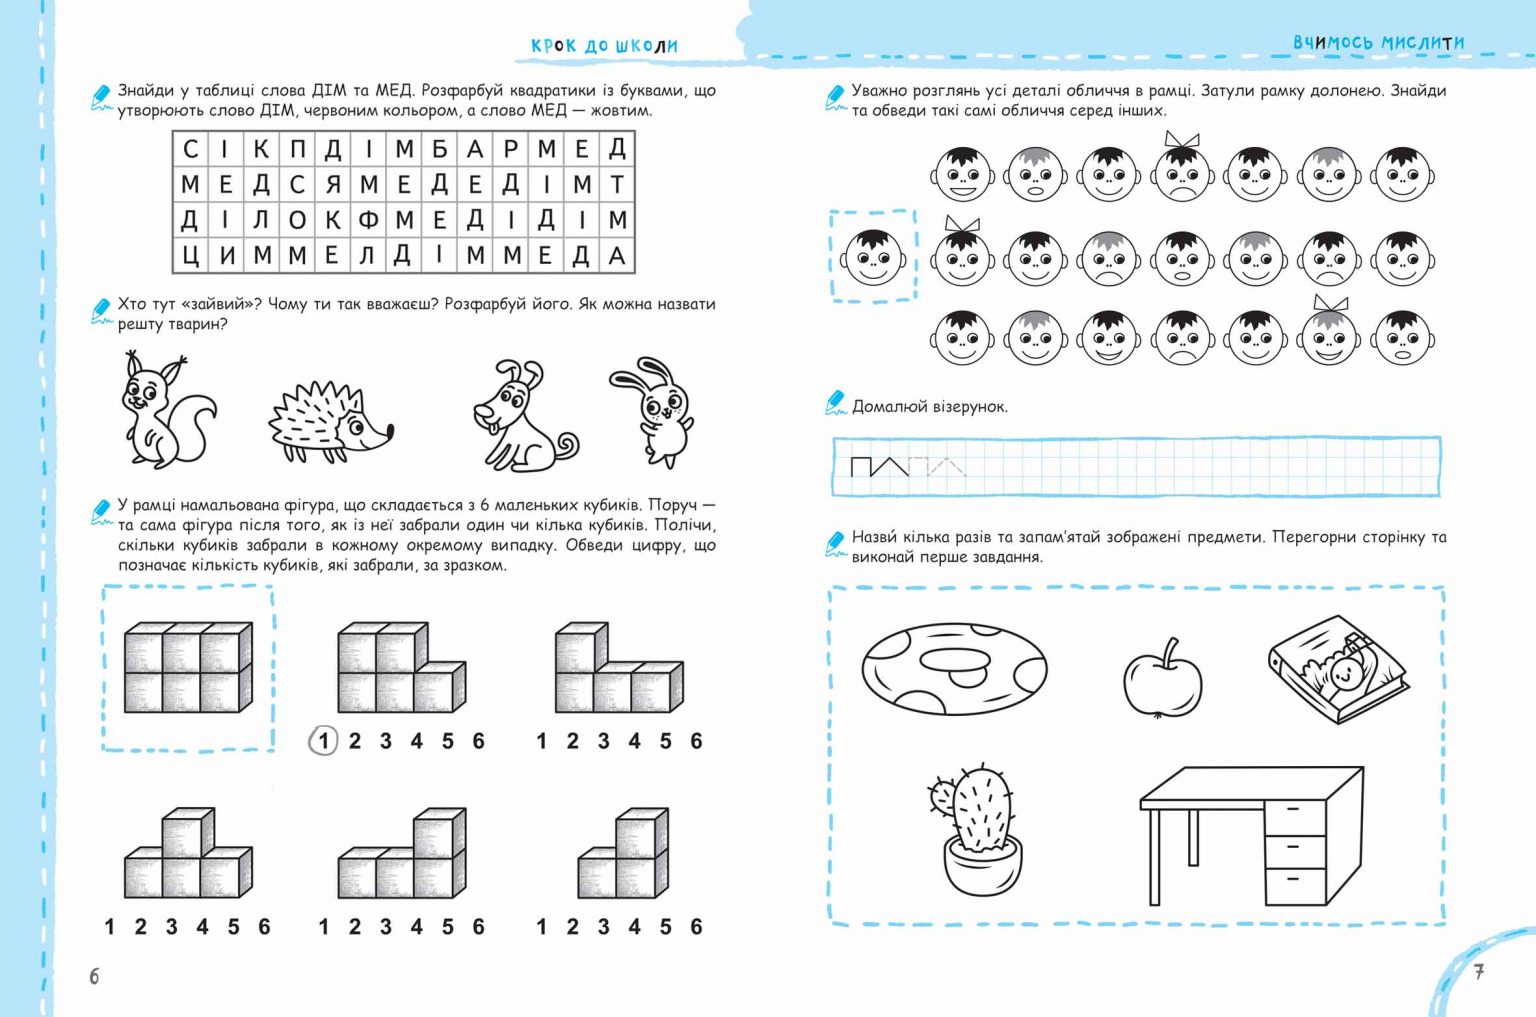 КРОК ДО ШКОЛИ
Знайди у таблиці слова ДІМ та МЕД. Розфарбуй квадратики із буквами, що
утворюють слово ДІМ, червоним кольором, а слово МЕД — жовтим.
С І К П Д І М Б А Р М Е Д
М Е Д С Я М Е Д Е Д І М Т
Д І Л О К Ф М Е Д І Д І М
Ц И М М Е Л Д І М М Е Д А
Хто тут «зайвий»? Чому ти так вважаєш? Розфарбуй його. Як можна назвати
решту тварин?
У рамці намальована фігура, що складається з 6 маленьких кубиків. Поруч —
та сама фігура після того, як із неї забрали один чи кілька кубиків. Полічи,
скільки кубиків забрали в кожному окремому випадку. Обведи цифру, що
позначає кількість кубиків, які забрали, за зразком.
1 2 3 4 5 6
1 2 3 4 5 6
1 2 3 4 5 6
1 2 3 4 5 6
1 2 3 4 5 6
6
ВЧИМОСЬ МИСЛИТИ
Уважно розглянь усі деталі обличчя в рамці. Затули рамку долонею. Знайди
та обведи такі самі обличчя серед інших.
Домалюй візерунок.
Назви́ кілька разів та запам'ятай зображені предмети. Перегорни сторінку та
виконай перше завдання.
7